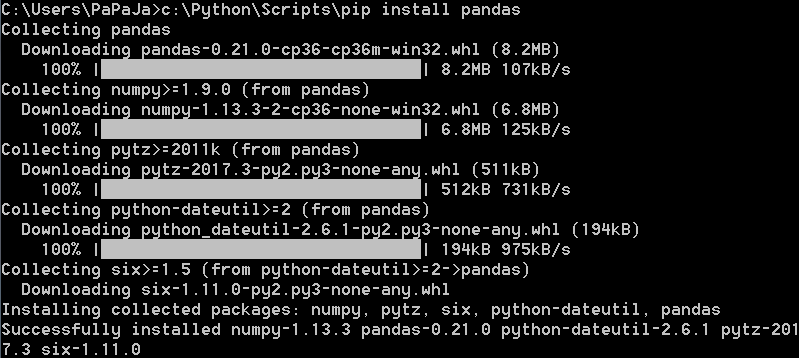 C:\Users\PaPaJa>c:\Python\Scripts\pip install pandas
Collecting pandas
  Downloading pandas-0.21.0-cp36-cp36m-win32.whl (8.2MB)
    100% |████████████████████████████████| 8.2MB 107kB/s
Collecting numpy>=1.9.0 (from pandas)
  Downloading numpy-1.13.3-2-cp36-none-win32.whl (6.8MB)
    100% |████████████████████████████████| 6.8MB 125kB/s
Collecting pytz>=2011k (from pandas)
  Downloading pytz-2017.3-py2.py3-none-any.whl (511kB)
    100% |████████████████████████████████| 512kB 731kB/s
Collecting python-dateutil>=2 (from pandas)
  Downloading python_dateutil-2.6.1-py2.py3-none-any.whl (194kB)
    100% |████████████████████████████████| 194kB 975kB/s
Collecting six>=1.5 (from python-dateutil>=2->pandas)
  Downloading six-1.11.0-py2.py3-none-any.whl
Installing collected packages: numpy, pytz, six, python-dateutil, pandas
Successfully installed numpy-1.13.3 pandas-0.21.0 python-dateutil-2.6.1 pytz-201
7.3 six-1.11.0